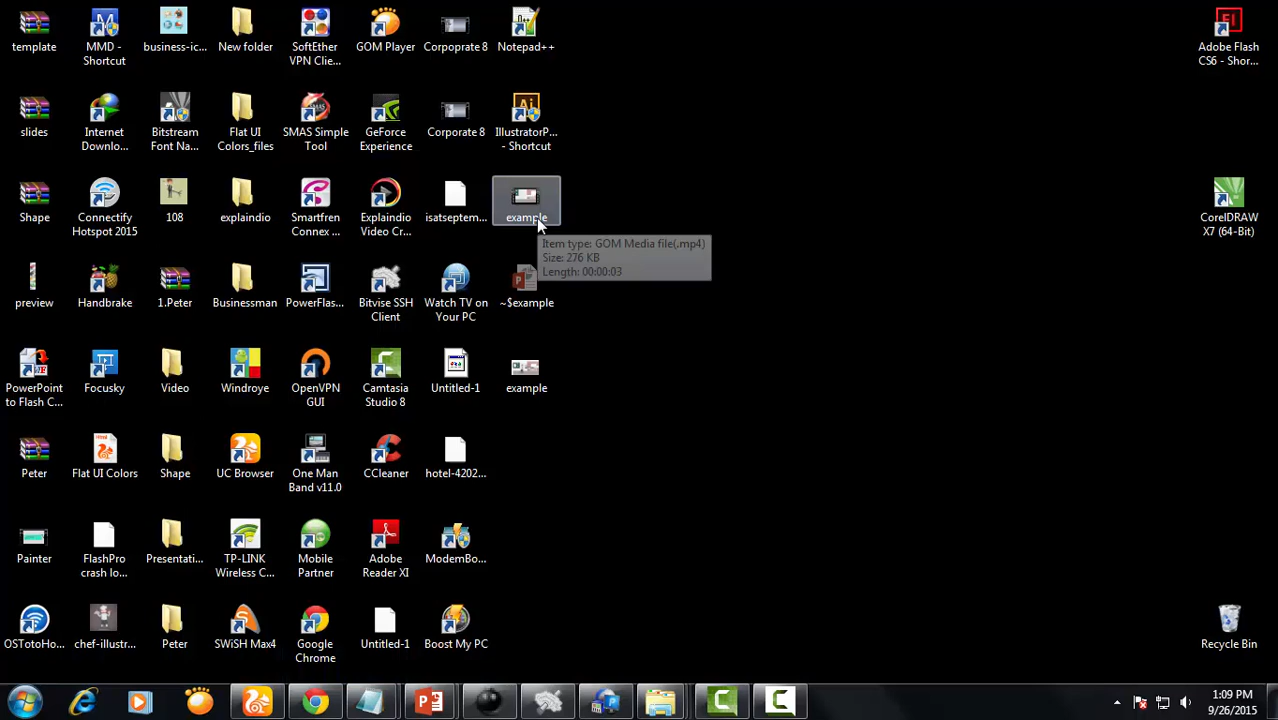 template
MMD -
Shortcut
business-ic...
New folder
SoftEther
VPN Clie...
GOM Player
Corpoprate 8
Notepad++
Adobe Flash
CS6 - Shor...
slides
Internet
Downlo...
Bitstream
Font Na...
Flat UI
Colors_files
SMAS Simple
Tool
GeForce
Experience
Corporate 8
IllustratorP...
- Shortcut
Shape
Connectify
Hotspot 2015
108
explaindio
Smartfren
Connex ...
Explaindio
Video Cr...
isatseptem...
example
CorelDRAW
X7 (64-Bit)
Item type: GOM Media file(.mp4)
Size: 276 KB
Length: 00:00:03
preview
Handbrake
1.Peter
Businessman
PowerFlas...
Bitvise SSH
Client
Watch TV on
Your PC
~$example
PowerPoint
to Flash C...
Focusky
Video
Windroye
OpenVPN
GUI
Camtasia
Studio 8
Untitled-1
example
Peter
Flat UI Colors
Shape
UC Browser
One Man
Band v11.0
CCleaner
hotel-4202...
Painter
FlashPro
crash lo...
Presentati...
TP-LINK
Wireless C...
Mobile
Partner
Adobe
Reader XI
ModemBo...
OSTotoHo...
chef-illustr...
Peter
SWiSH Max4
Google
Chrome
Untitled-1
Boost My PC
Recycle Bin
1:09 PM
9/26/2015